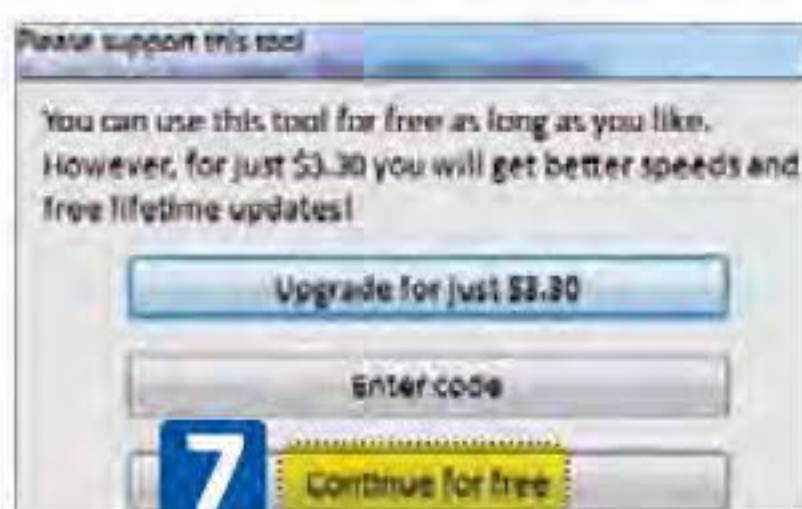 Please support this tool
You can use this tool for free as long as you like.
However, for just $3.30 you will get better speeds and
free lifetime updates!
Upgrade for just $3.30
Enter code
7
Continue for free